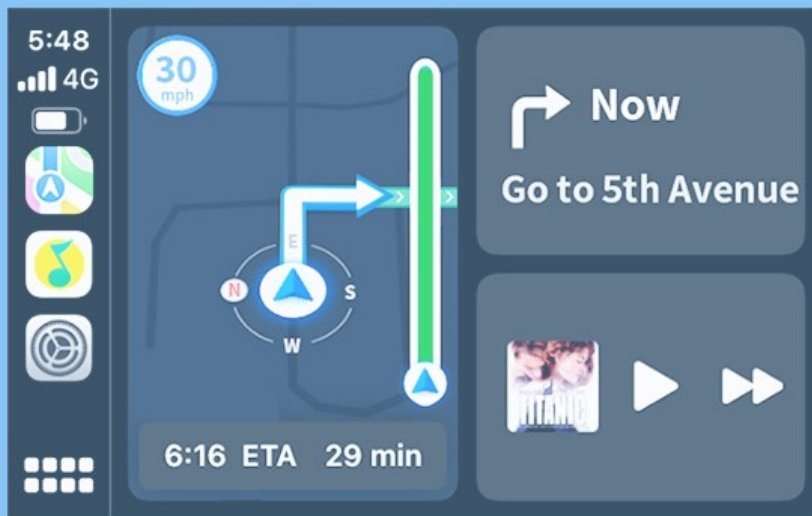 5:48
4G
30
mph
E
N
S
W
6:16 ETA 29 min
Now
Go to 5th Avenue
TITANIC